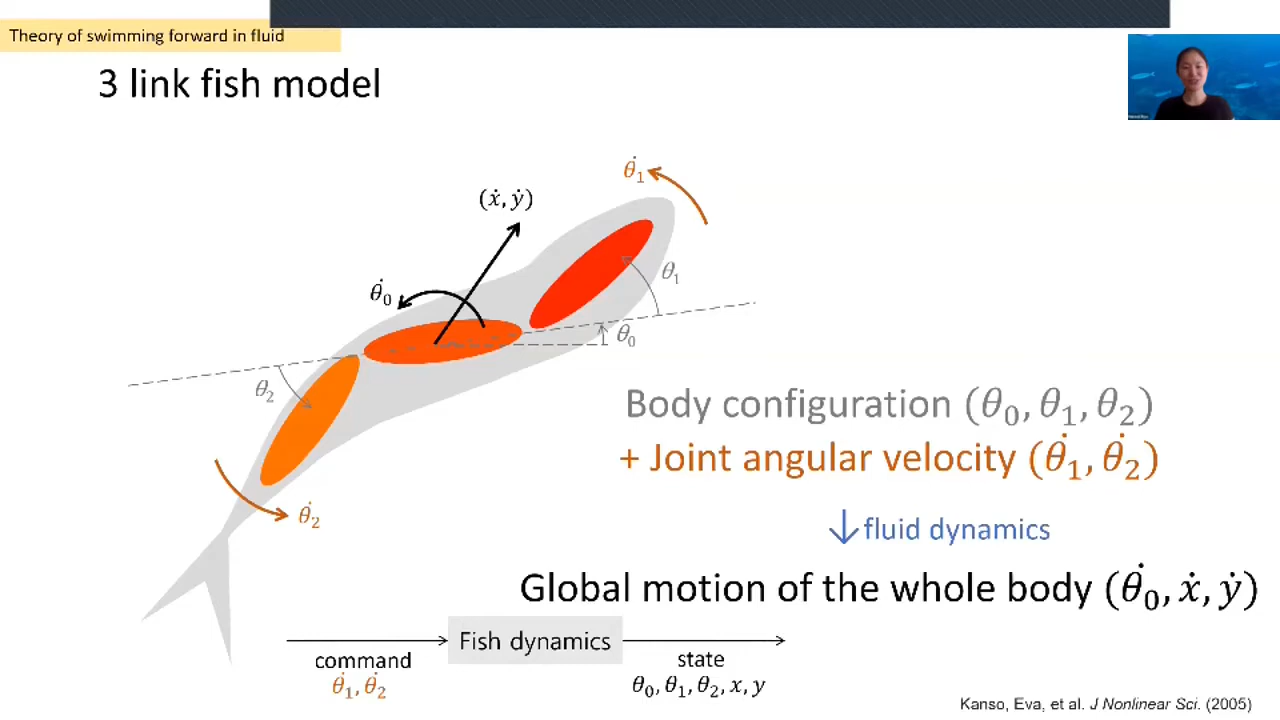 Theory of swimming forward in fluid
3 link fish model
θ̇₁
(ẋ, ẏ)
θ₁
θ̇₀
θ₀
θ₂
Body configuration (θ₀, θ₁, θ₂)
+ Joint angular velocity (θ̇₁, θ̇₂)
θ̇₂
↓ fluid dynamics
Global motion of the whole body (θ̇₀, ẋ, ẏ)
Fish dynamics
command
θ̇₁, θ̇₂
state
θ₀, θ₁, θ₂, x, y
Kanso, Eva, et al. J Nonlinear Sci. (2005)